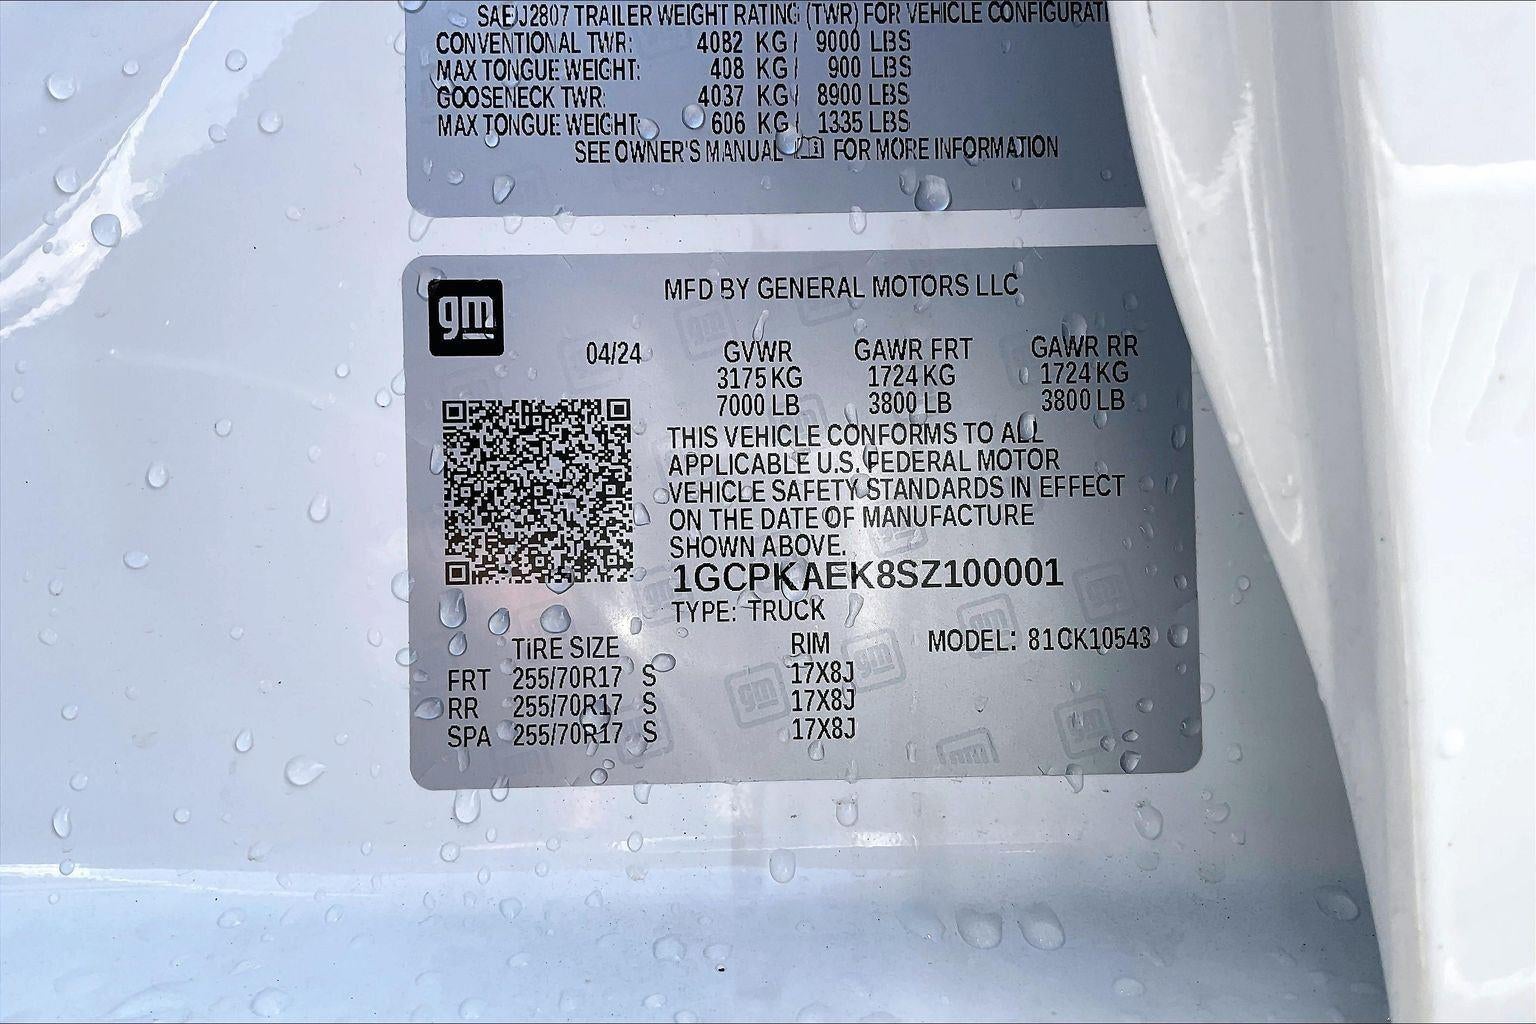 SAE J2807 TRAILER WEIGHT RATING (TWR) FOR VEHICLE
CONVENTIONAL TWR: 4082 KG / 9000 LBS
MAX TONGUE WEIGHT: 408 KG / 900 LBS
GOOSENECK TWR: 4037 KG / 8900 LBS
MAX TONGUE WEIGHT: 606 KG / 1335 LBS
SEE OWNER'S MANUAL FOR MORE INFORMATION
gm
MFD BY GENERAL MOTORS LLC
04/24 GVWR GAWR FRT GAWR RR
3175 KG 1724 KG 1724 KG
7000 LB 3800 LB 3800 LB
THIS VEHICLE CONFORMS TO ALL
APPLICABLE U.S. FEDERAL MOTOR
VEHICLE SAFETY STANDARDS IN EFFECT
ON THE DATE OF MANUFACTURE
SHOWN ABOVE.
1GCPKAEK8SZ100001
TYPE: TRUCK
TIRE SIZE RIM MODEL: 81CK10543
FRT 255/70R17 S 17X8J
RR 255/70R17 S 17X8J
SPA 255/70R17 S 17X8J